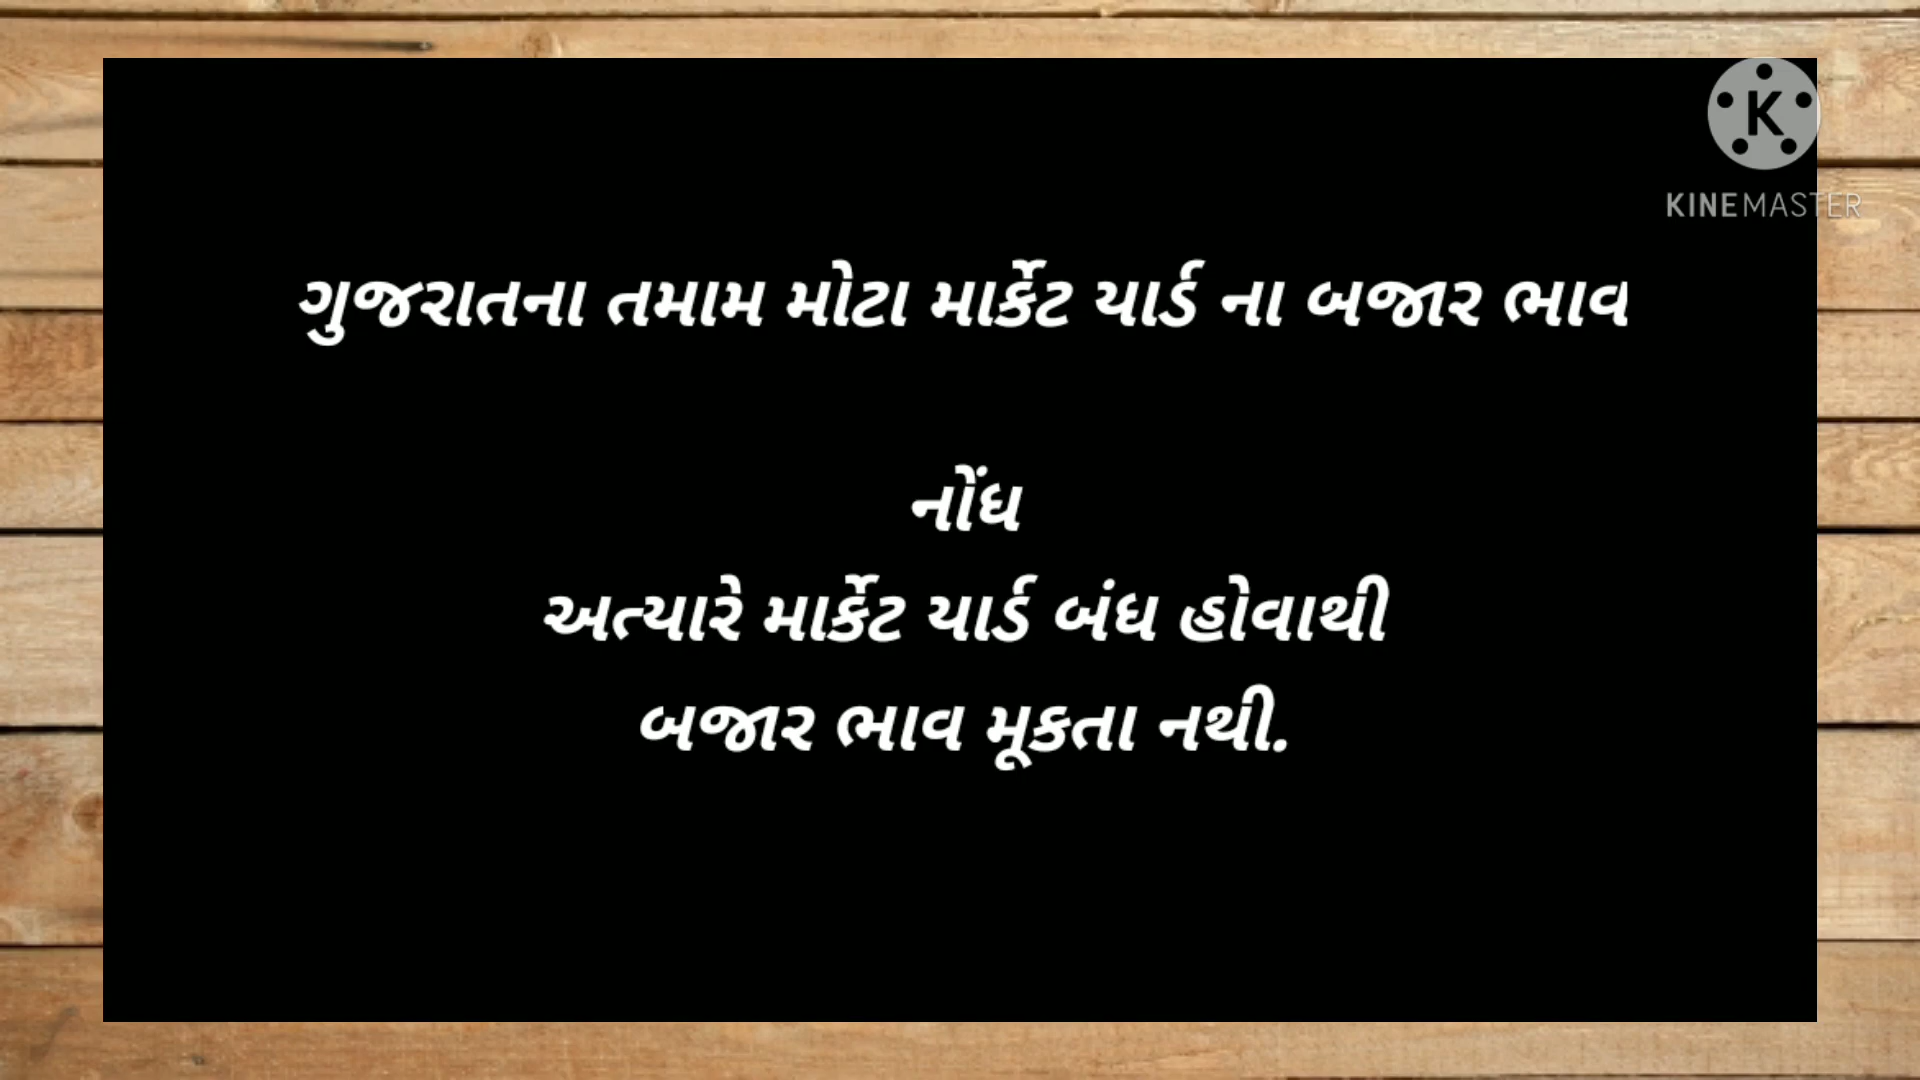 K
KINEMASTER
ગુજરાતના તમામ મોટા માર્કેટ યાર્ડ ના બજાર ભાવ
નોંધ
અત્યારે માર્કેટ યાર્ડ બંધ હોવાથી
બજાર ભાવ મૂકતા નથી.